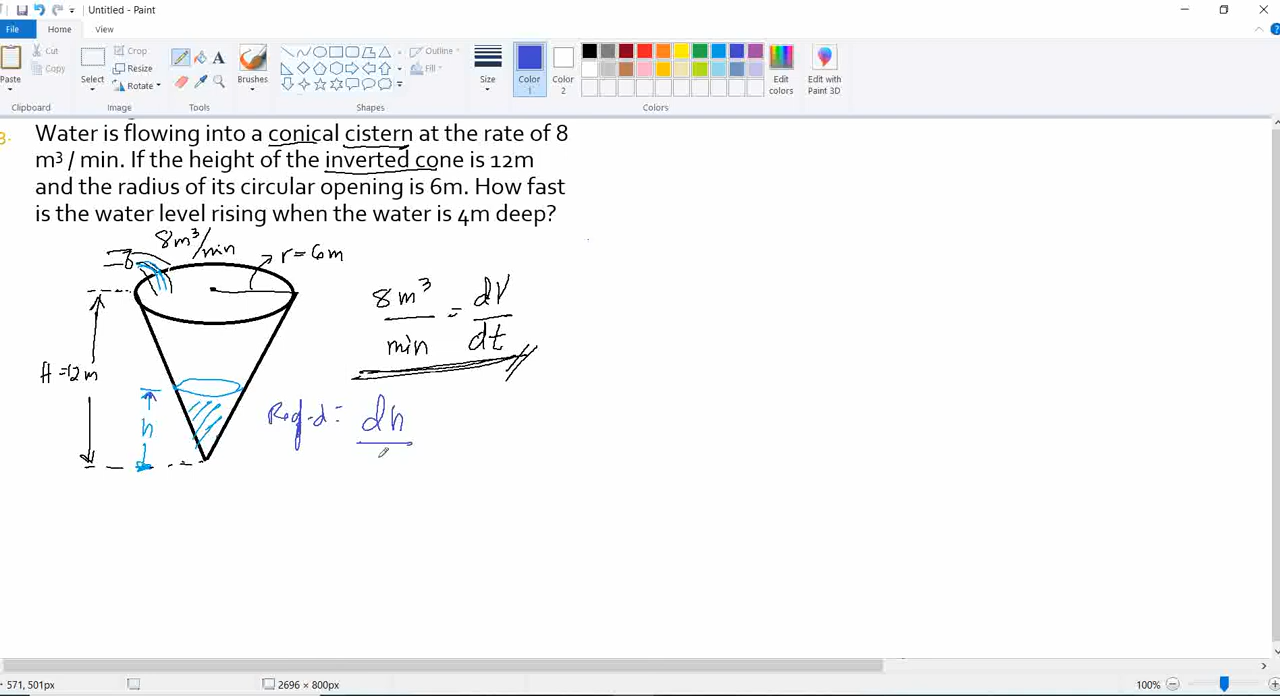 Untitled - Paint
File Home View
Cut
Copy
Paste
Clipboard
Crop
Resize
Rotate
Select
Image
A
Tools
Brushes
Outline
Fill
Shapes
Size
Color 1
Color 2
Edit colors
Edit with Paint 3D
Colors
3. Water is flowing into a conical cistern at the rate of 8
m³ / min. If the height of the inverted cone is 12m
and the radius of its circular opening is 6m. How fast
is the water level rising when the water is 4m deep?
8m³/min
r = 6m
8m³/min = dV/dt
H = 12m
h
Req-d = dh
571, 501px
2696 × 800px
100%